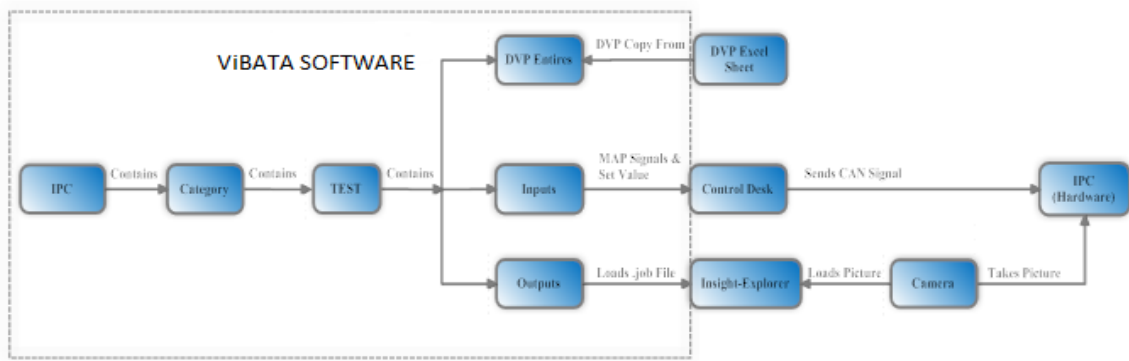 ViBATA SOFTWARE
DVP Entires
DVP Copy From
DVP Excel
Sheet
IPC
Contains
Category
Contains
TEST
Contains
Inputs
MAP Signals &
Set Value
Control Desk
Sends CAN Signal
IPC
(Hardware)
Outputs
Loads .job File
Insight-Explorer
Loads Picture
Camera
Takes Picture